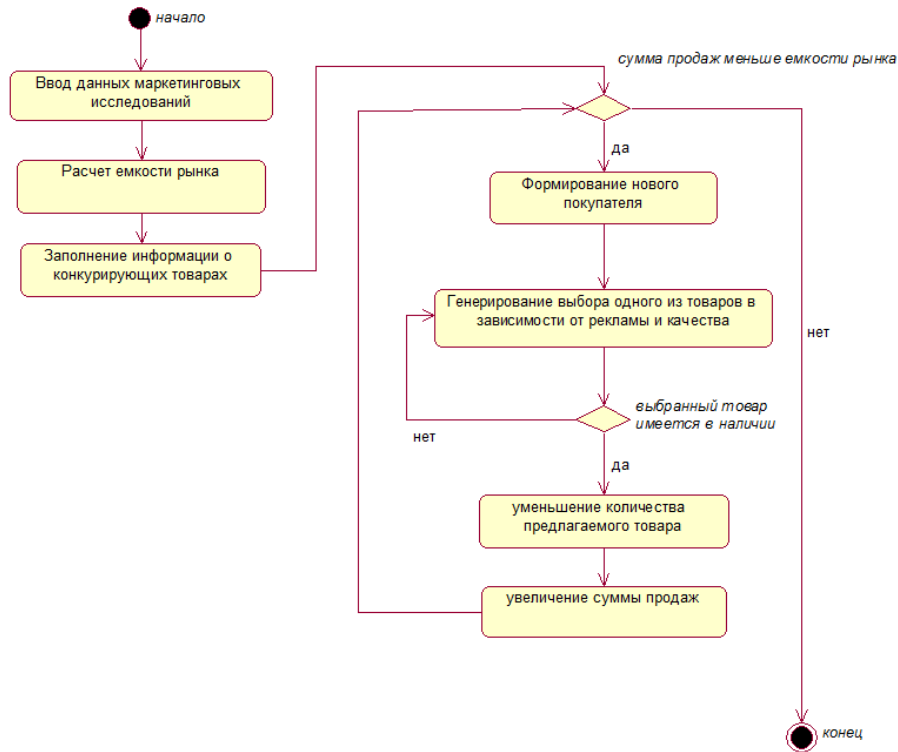 начало
Ввод данных маркетинговых
исследований
Расчет емкости рынка
Заполнение информации о
конкурирующих товарах
сумма продаж меньше емкости рынка
да
Формирование нового
покупателя
Генерирование выбора одного из товаров в
зависимости от рекламы и качества
нет
выбранный товар
имеется в наличии
нет
да
уменьшение количества
предлагаемого товара
увеличение суммы продаж
конец